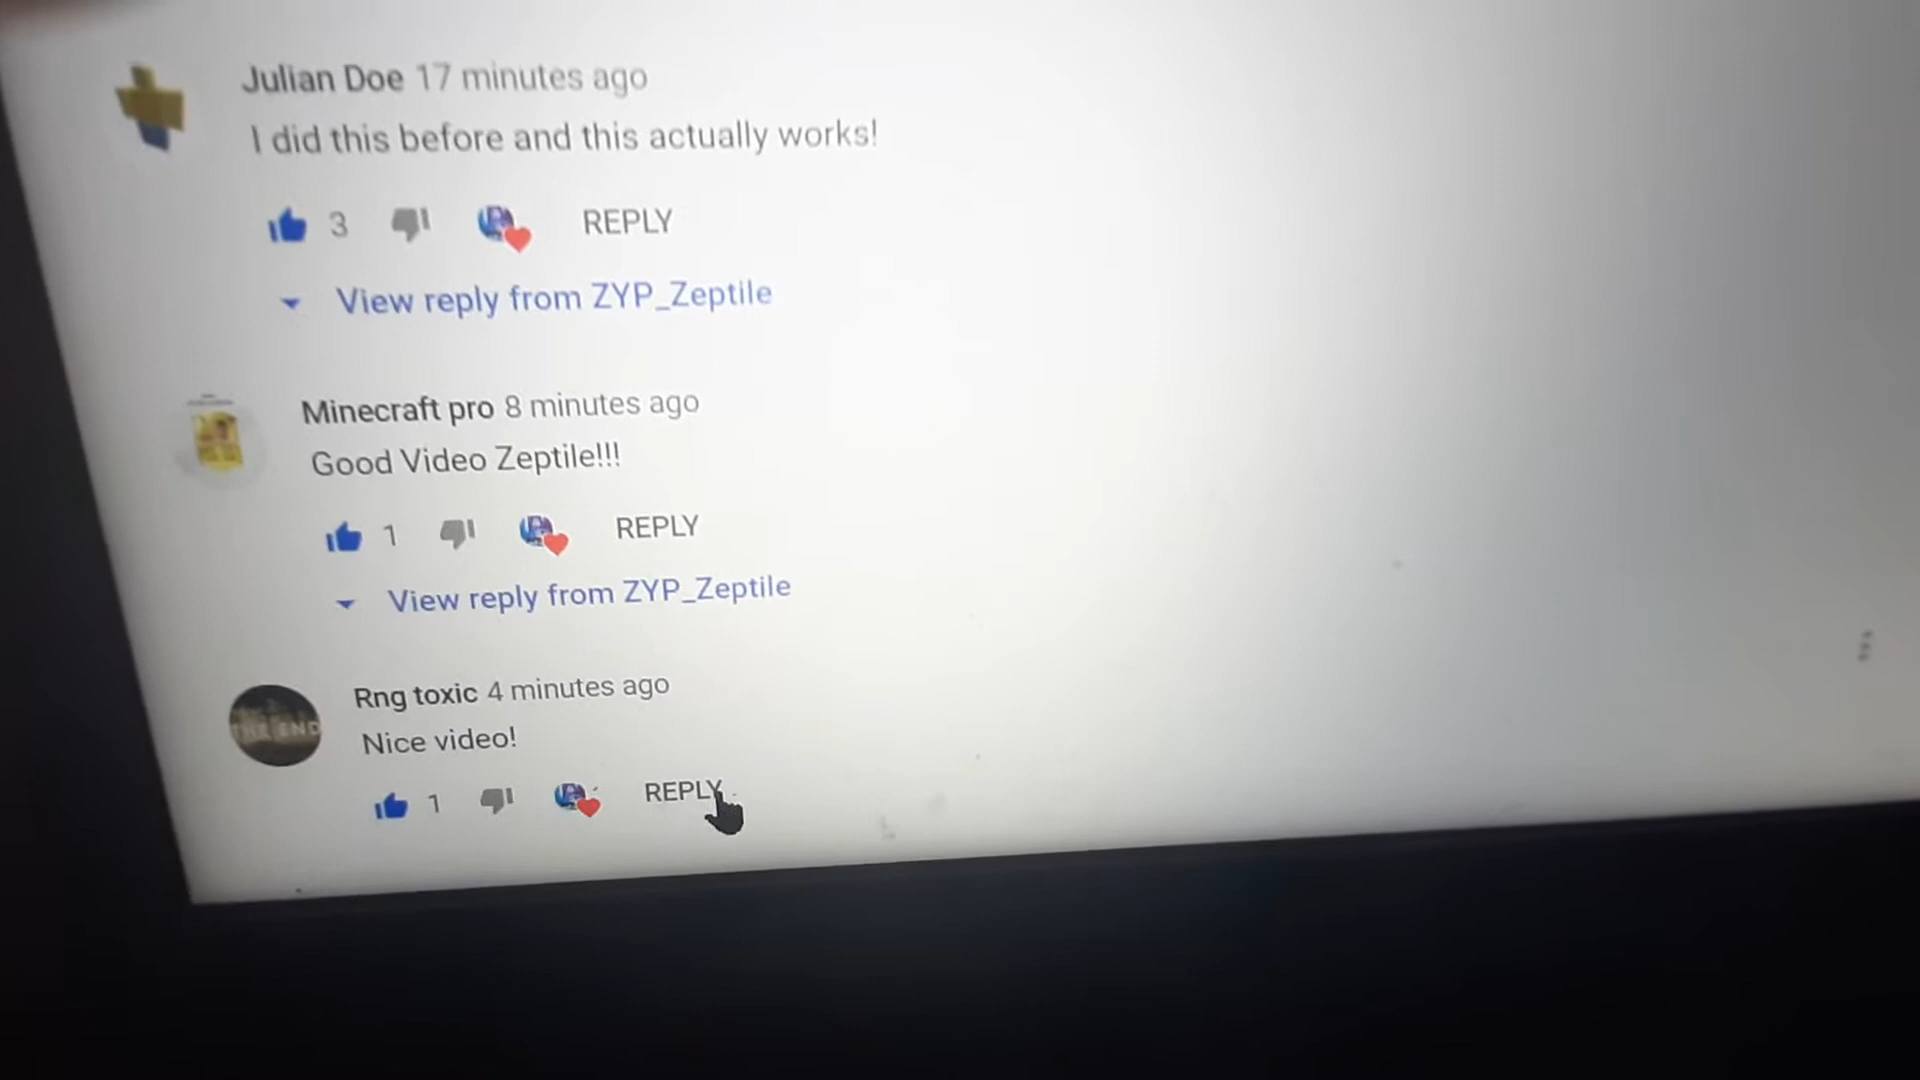 Julian Doe 17 minutes ago
I did this before and this actually works!
3 REPLY
View reply from ZYP_Zeptile
Minecraft pro 8 minutes ago
Good Video Zeptile!!!
1 REPLY
View reply from ZYP_Zeptile
Rng toxic 4 minutes ago
THE END
Nice video!
1 REPLY